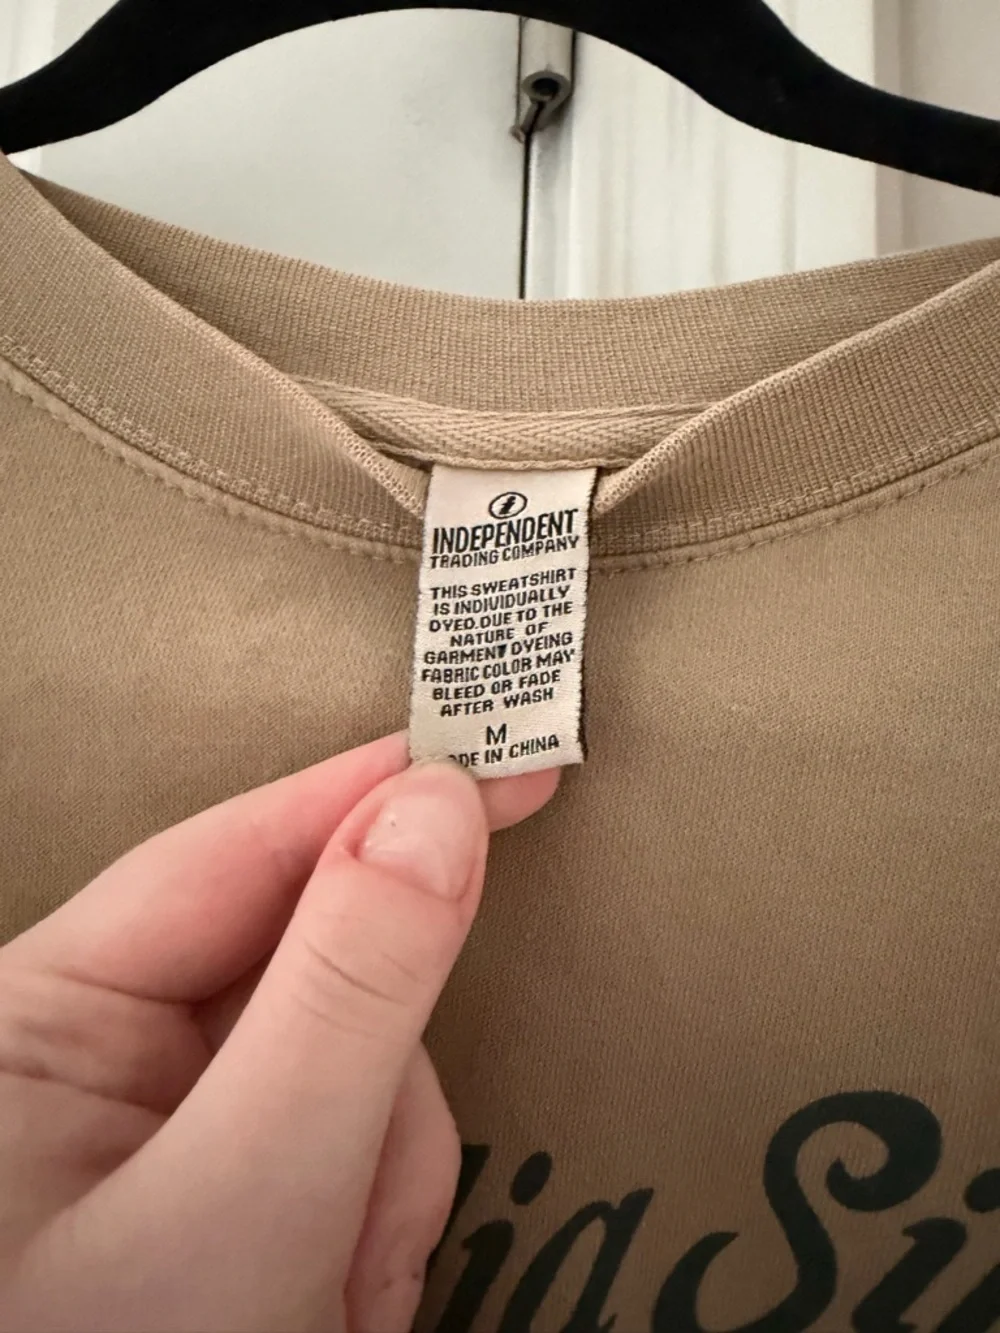 INDEPENDENT
TRADING COMPANY
THIS SWEATSHIRT
IS INDIVIDUALLY
DYED.DUE TO THE
NATURE OF
GARMENT DYEING
FABRIC COLOR MAY
BLEED OR FADE
AFTER WASH
M
DE IN CHINA